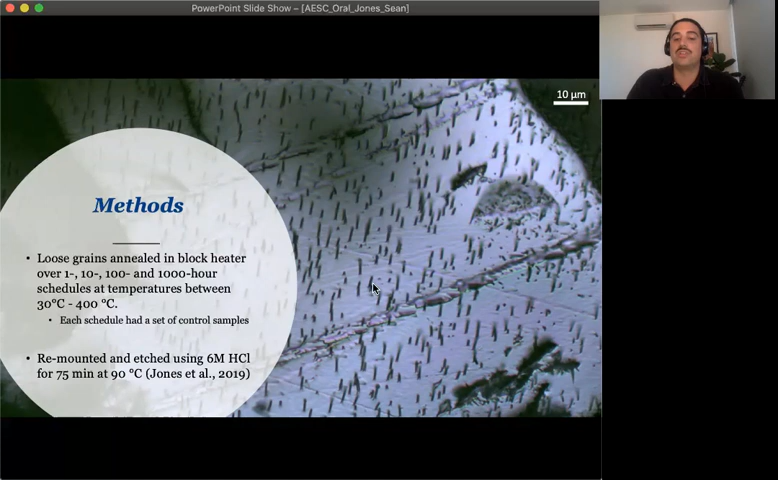 PowerPoint Slide Show – [AESC_Oral_Jones_Sean]
10 µm
Methods
• Loose grains annealed in block heater
over 1-, 10-, 100- and 1000-hour
schedules at temperatures between
30°C - 400 °C.
• Each schedule had a set of control samples
• Re-mounted and etched using 6M HCl
for 75 min at 90 °C (Jones et al., 2019)